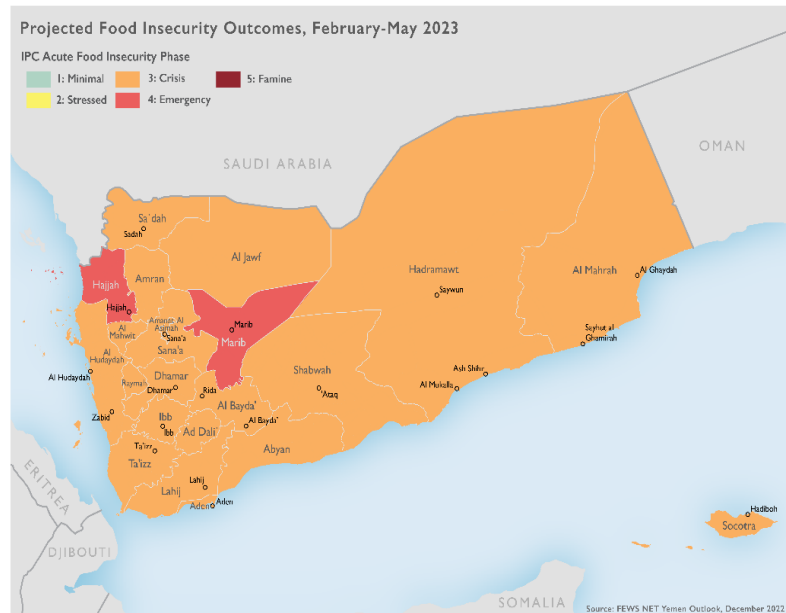 Projected Food Insecurity Outcomes, February-May 2023
IPC Acute Food Insecurity Phase
1: Minimal
3: Crisis
5: Famine
2: Stressed
4: Emergency
SAUDI ARABIA
OMAN
Sa`dah
Sadah
Al Jawf
Hajjah
Amran
Hadramawt
Al Mahrah
Al Ghaydah
Saywun
Hajjah
Amanat Al
Asimah
Marib
Al
Mahwit
Sana'a
Marib
Sayhut al
Ghamirah
Sana'a
Al
Hudaydah
Al Hudaydah
Raymah
Dhamar
Dhamar
Rida
Shabwah
'Ataq
Ash Shihr
Al Mukalla
Zabid
Ibb
Ibb
Al Bayda'
Al Bayda'
Ad Dali'
Ta'izz
Ta'izz
Abyan
Lahij
Lahij
Aden
Aden
ERITREA
DJIBOUTI
SOMALIA
Hadiboh
Socotra
Source: FEWS NET Yemen Outlook, December 2022